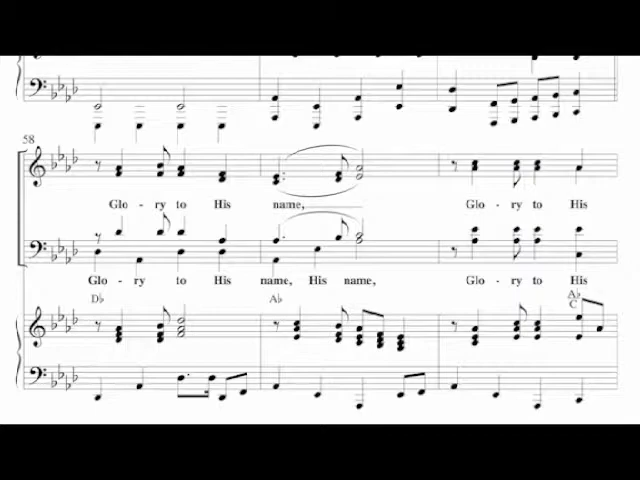 58
Glo - ry to His name, Glo - ry to His
Glo - ry to His name, His name, Glo - ry to His
D♭ A♭ A♭
C